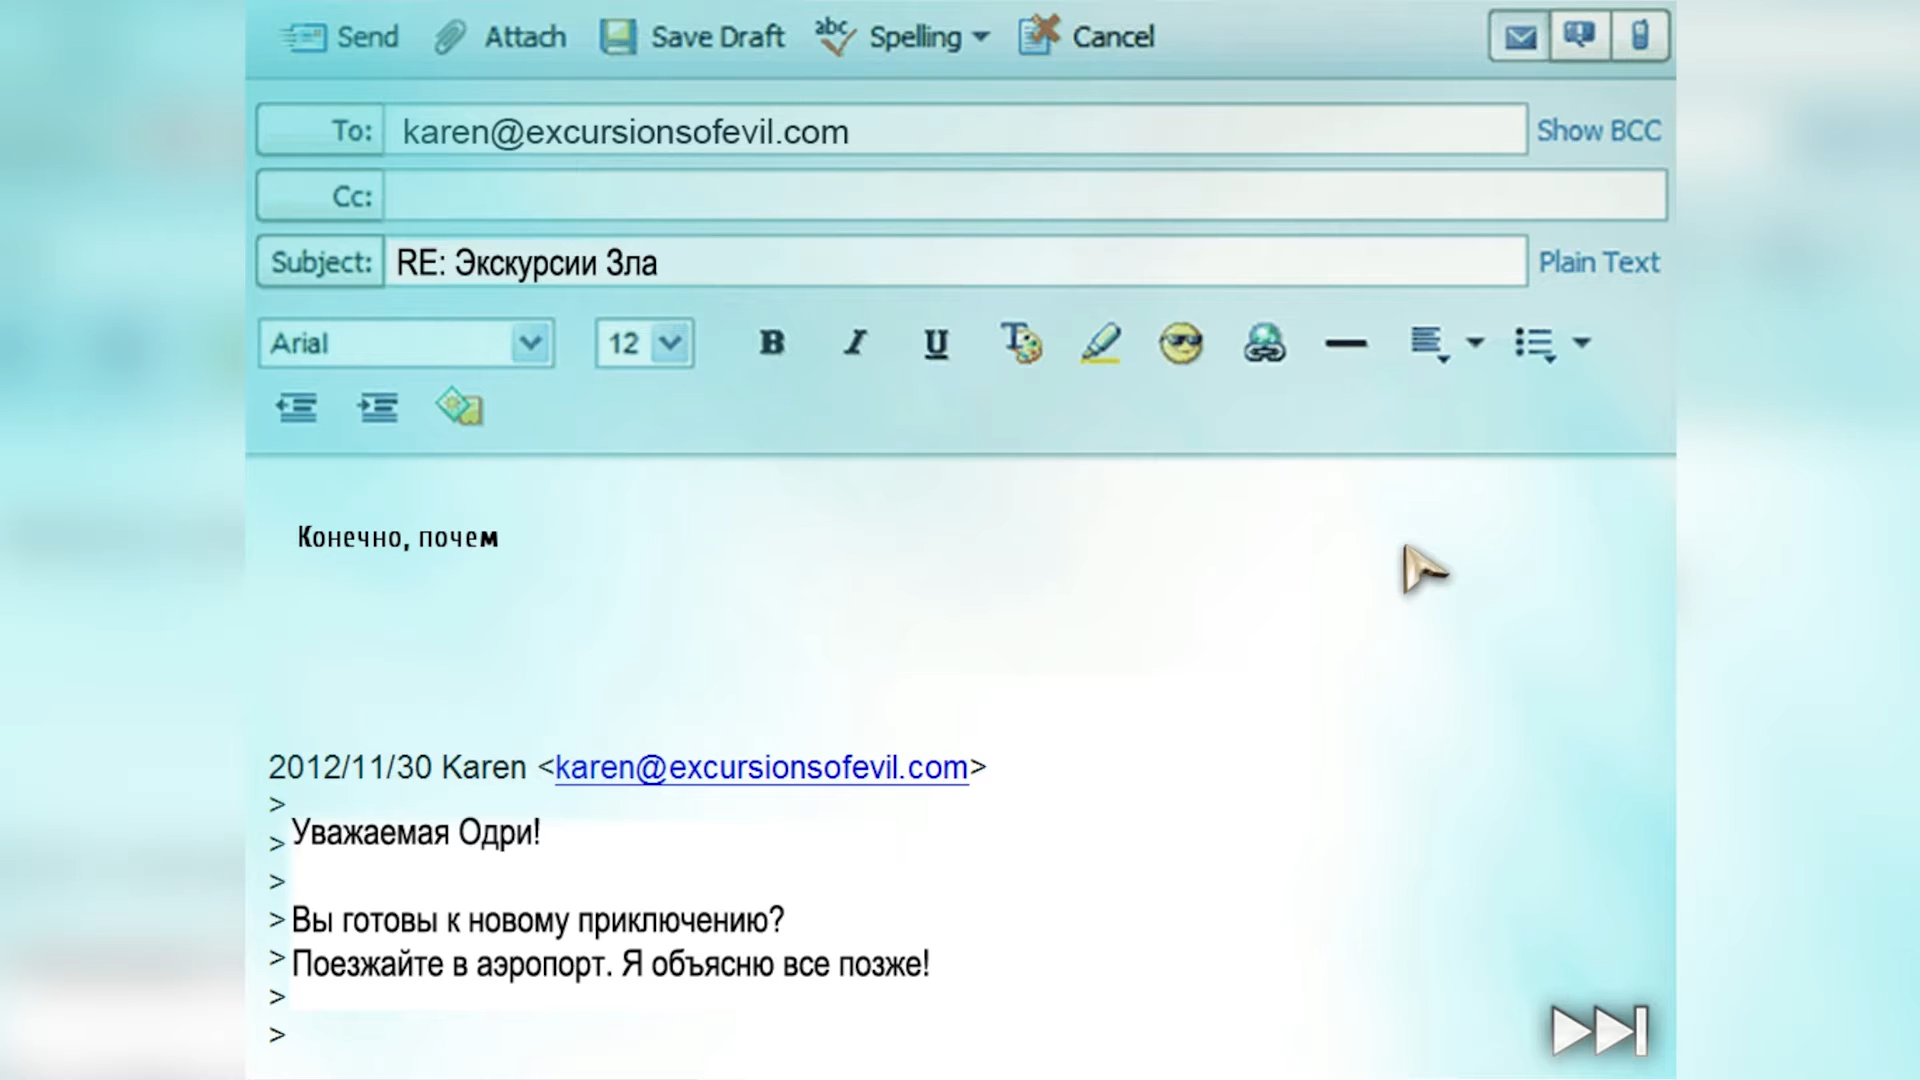 Send Attach Save Draft abc Spelling Cancel
To: karen@excursionsofevil.com Show BCC
Cc:
Subject: RE: Экскурсии Зла Plain Text
Arial 12 B I U T
Конечно, почем
2012/11/30 Karen <karen@excursionsofevil.com>
>
> Уважаемая Одри!
>
> Вы готовы к новому приключению?
> Поезжайте в аэропорт. Я объясню все позже!
>
>